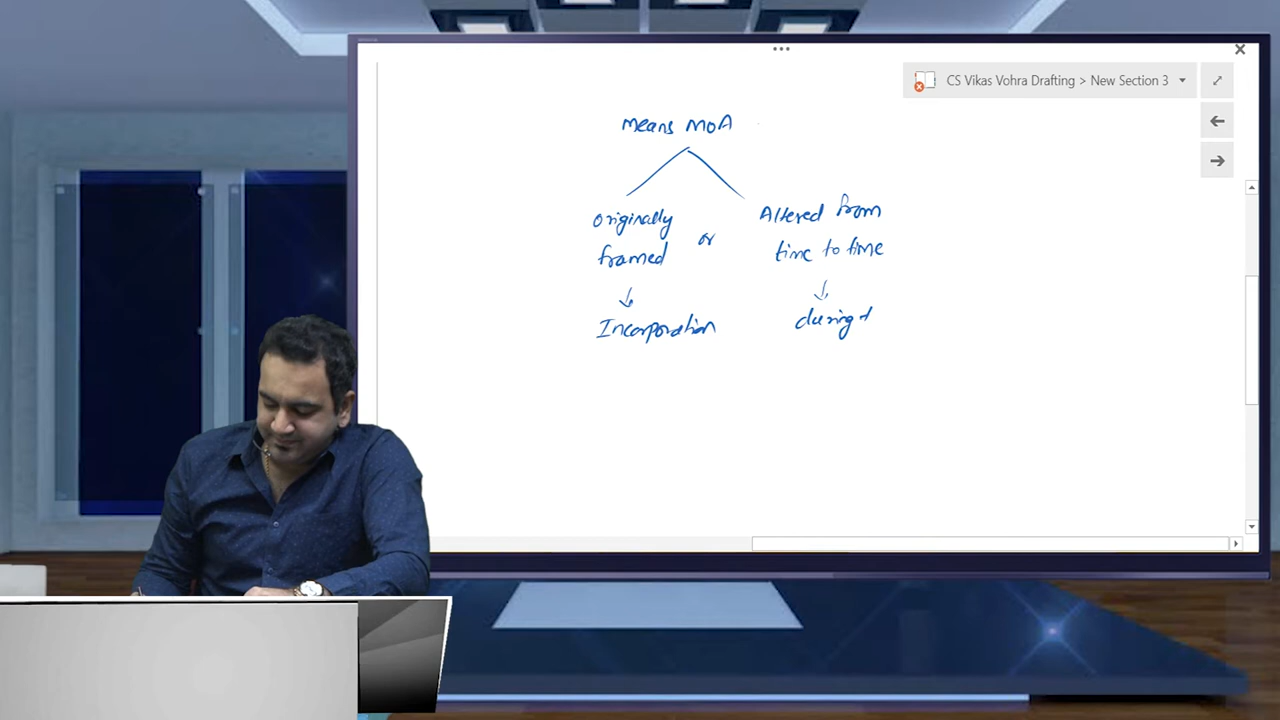 CS Vikas Vohra Drafting > New Section 3
Means MOA
Originally
framed
or
Altered from
time to time
Incorporation
during